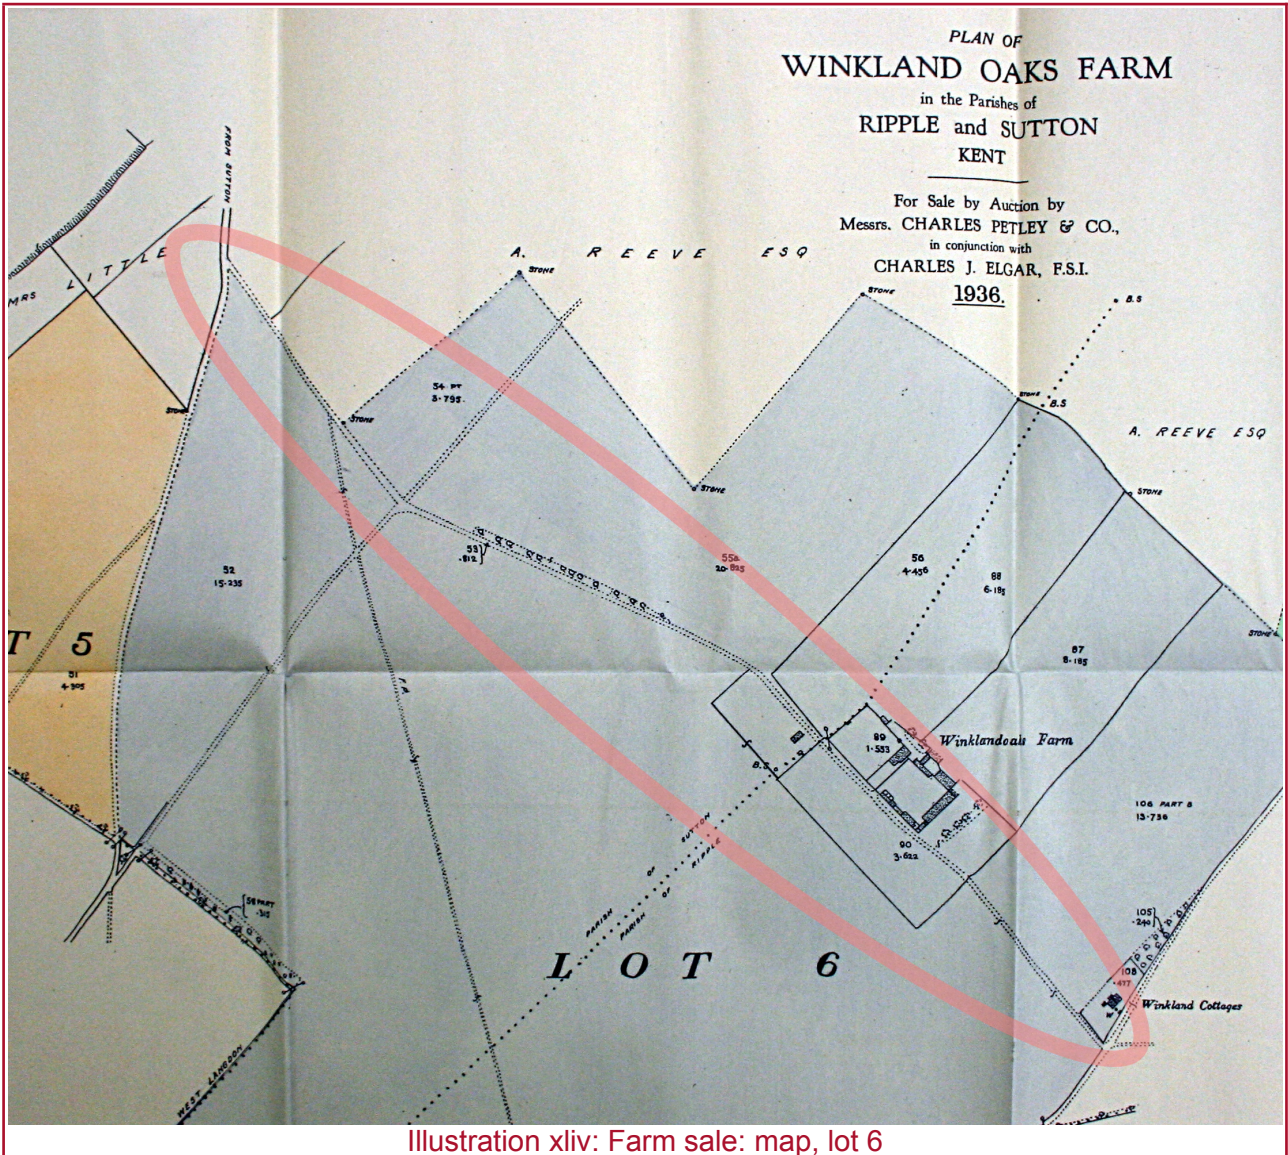 PLAN OF
WINKLAND OAKS FARM
in the Parishes of
RIPPLE and SUTTON
KENT
For Sale by Auction by
Messrs. CHARLES PETLEY & CO.,
in conjunction with
CHARLES J. ELGAR, F.S.I.
1936.
FROM SUTTON
MRS LITTLE
A. REEVE ESQ
STONE
STONE
B.S
STONE
B.S
A. REEVE ESQ
54 PT
3·795
STONE
STONE
STONE
STONE
52
15·235
53
·812
55a
20·825
56
4·456
88
6·185
87
8·185
STONE
T 5
51
4·305
F.P.
89
1·553
Winklandoaks Farm
B.S
106 PART B
13·736
90
3·622
PARISH of SUTTON
PARISH of RIPPLE
58 PART
·315
105
·240
LOT 6
108
·477
Winkland Cottages
WEST LANGDON
Illustration xliv: Farm sale: map, lot 6